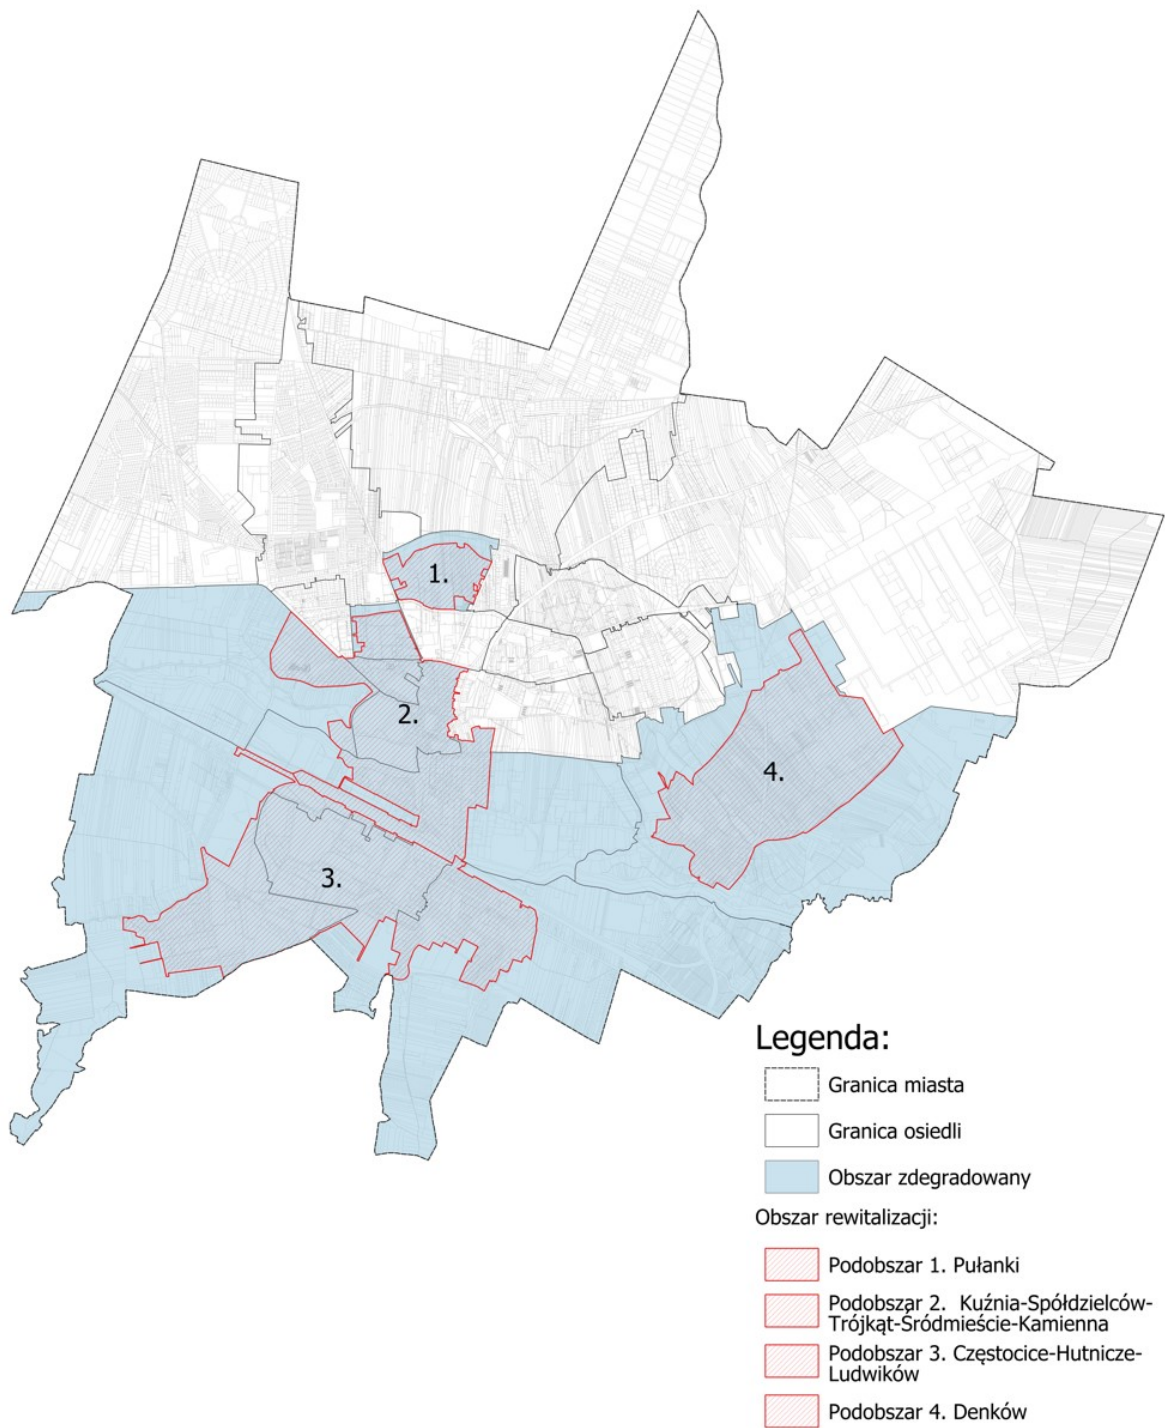 1.
2.
4.
3.
Legenda:
Granica miasta
Granica osiedli
Obszar zdegradowany
Obszar rewitalizacji:
Podobszar 1. Pułanki
Podobszar 2.  Kuźnia-Spółdzielców-
Trójkąt-Śródmieście-Kamienna
Podobszar 3. Częstocice-Hutnicze-
Ludwików
Podobszar 4. Denków